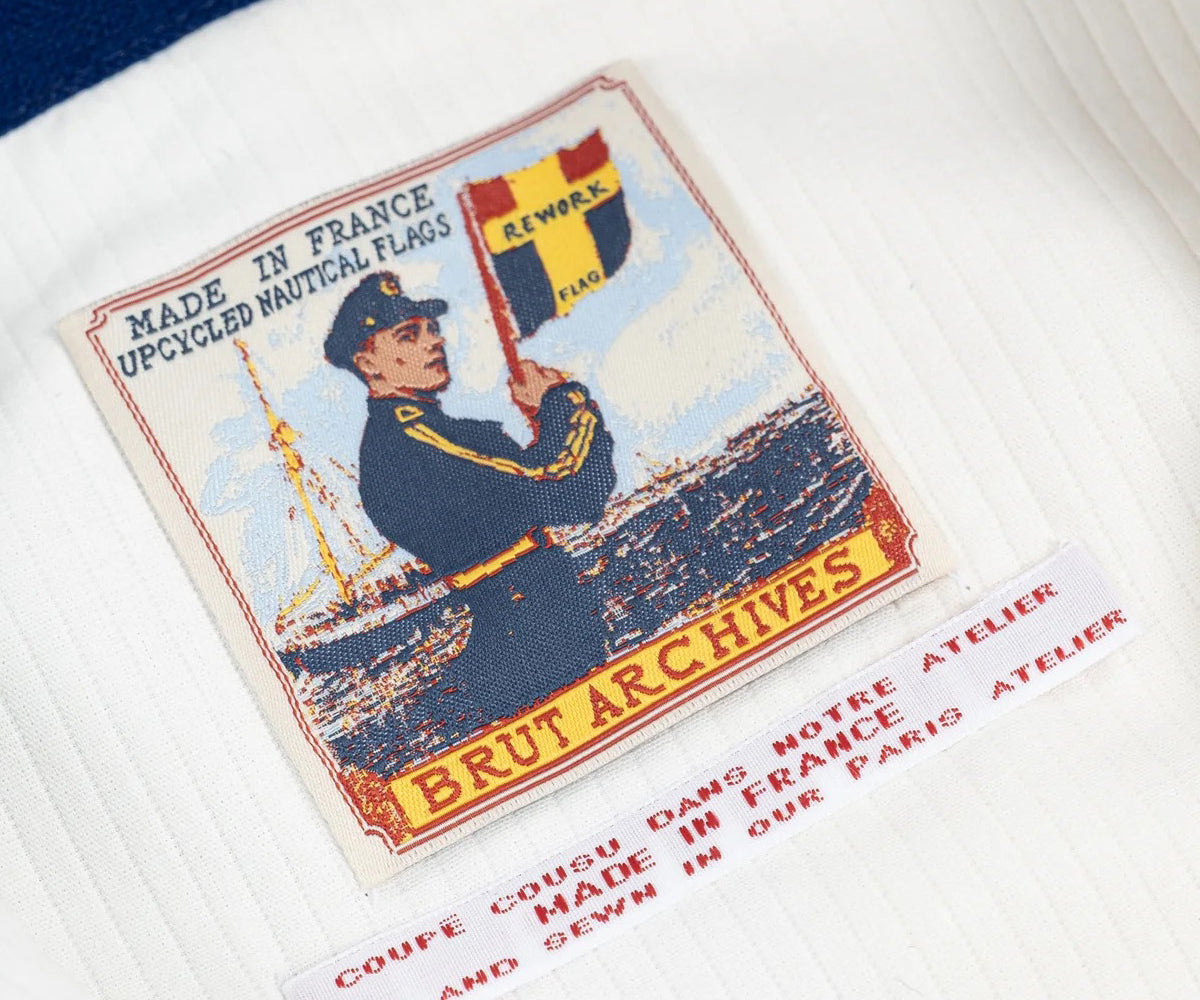 MADE IN FRANCE
UPCYCLED NAUTICAL FLAGS
REWORK
FLAG
BRUT ARCHIVES
COUPE COUSU DANS NOTRE ATELIER
MADE IN FRANCE
AND SEWN IN OUR PARIS ATELIER